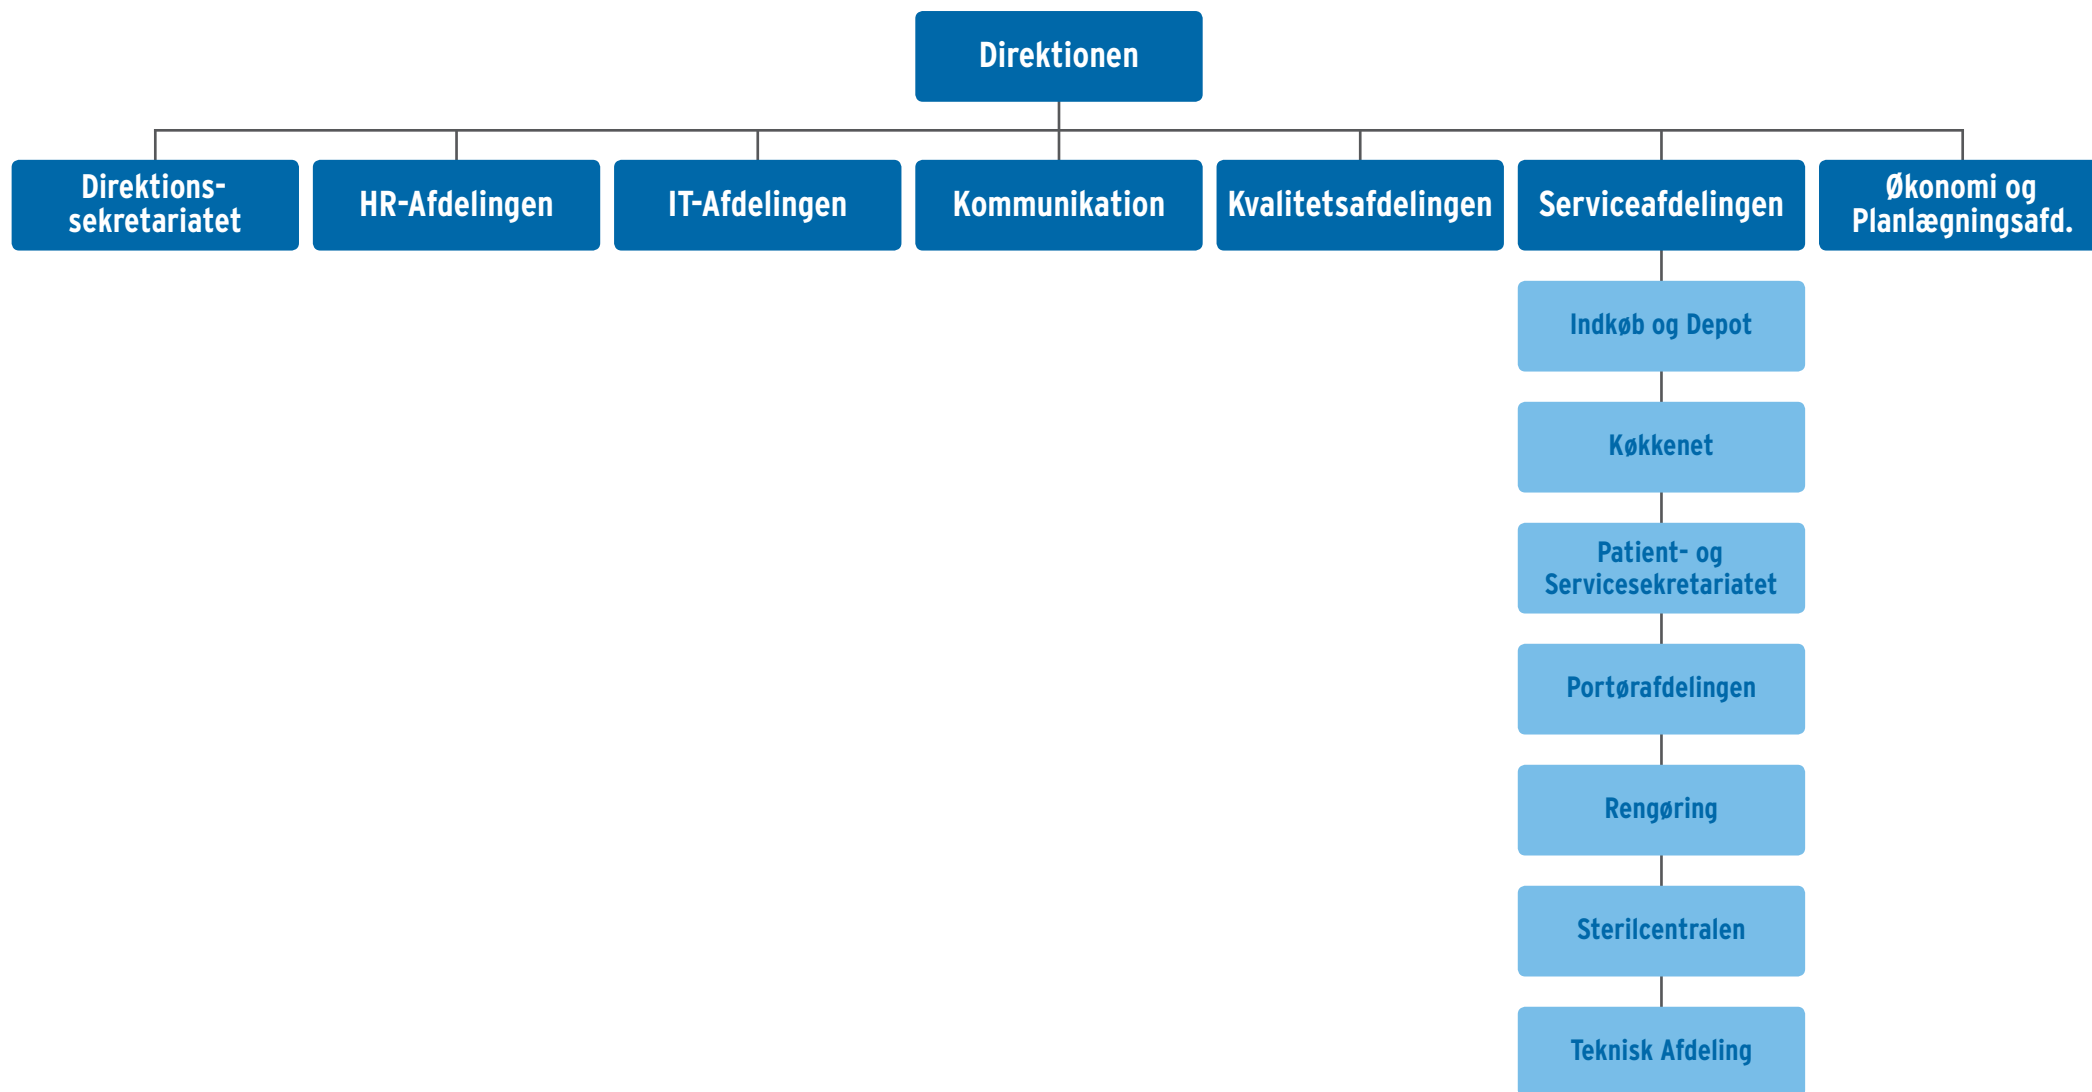 Direktionen
Direktions-
sekretariatet
HR-Afdelingen
IT-Afdelingen
Kommunikation
Kvalitetsafdelingen
Serviceafdelingen
Økonomi og
Planlægningsafd.
Indkøb og Depot
Køkkenet
Patient- og
Servicesekretariatet
Portørafdelingen
Rengøring
Sterilcentralen
Teknisk Afdeling